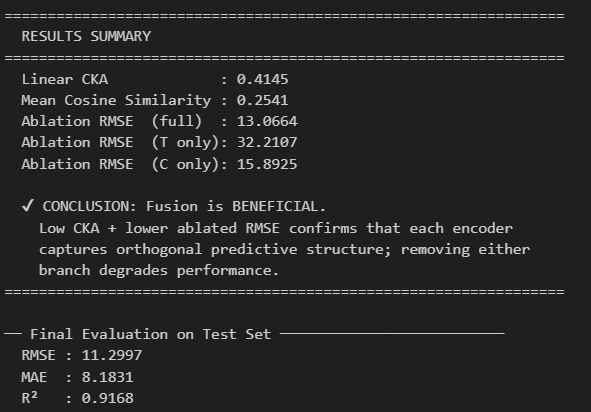 =================================================================
RESULTS SUMMARY
=================================================================
Linear CKA : 0.4145
Mean Cosine Similarity : 0.2541
Ablation RMSE (full) : 13.0664
Ablation RMSE (T only): 32.2107
Ablation RMSE (C only): 15.8925
✓ CONCLUSION: Fusion is BENEFICIAL.
Low CKA + lower ablated RMSE confirms that each encoder
captures orthogonal predictive structure; removing either
branch degrades performance.
=================================================================
── Final Evaluation on Test Set ──────────────────────────
RMSE : 11.2997
MAE : 8.1831
R² : 0.9168